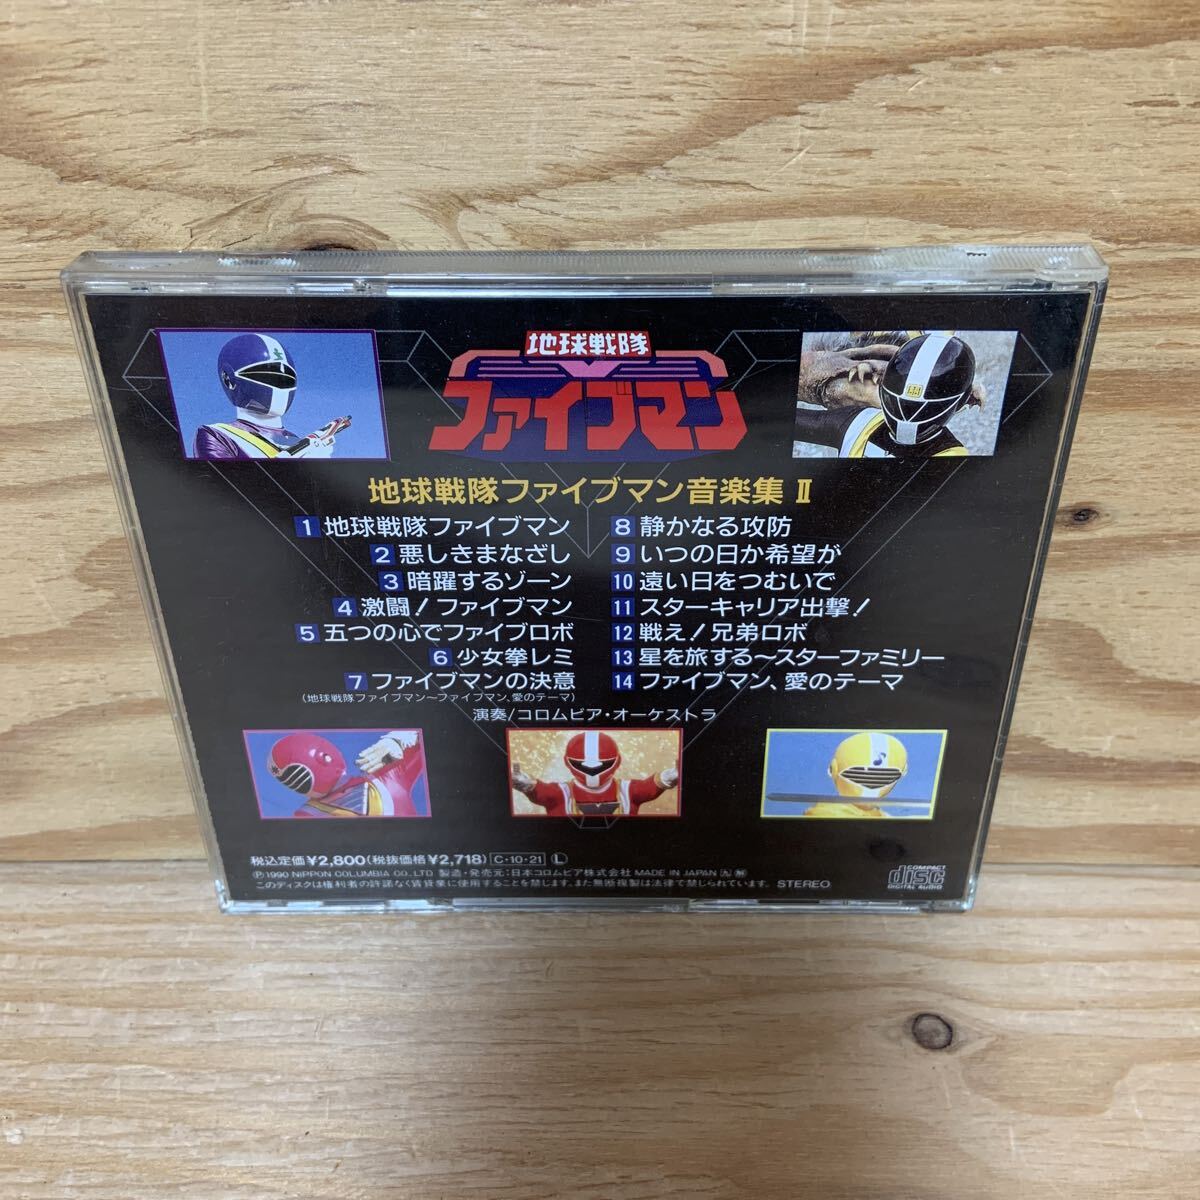 地球戦隊
ファイブマン
地球戦隊ファイブマン音楽集 II
1 地球戦隊ファイブマン
2 悪しきまなざし
3 暗躍するゾーン
4 激闘！ファイブマン
5 五つの心でファイブロボ
6 少女拳レミ
7 ファイブマンの決意
(地球戦隊ファイブマン〜ファイブマン、愛のテーマ)
8 静かなる攻防
9 いつの日か希望が
10 遠い日をつむいで
11 スターキャリア出撃！
12 戦え！兄弟ロボ
13 星を旅する〜スターファミリー
14 ファイブマン、愛のテーマ
演奏/コロムビア・オーケストラ
税込定価¥2,800(税抜価格¥2,718) C・10・21 L
Ⓟ1990 NIPPON COLUMBIA CO., LTD. 製造・発売元:日本コロムビア株式会社 MADE IN JAPAN
このディスクは権利者の許諾なく賃貸業に使用することを禁じます。また無断複製は法律で禁じられています。 STEREO
COMPACT
disc
DIGITAL AUDIO